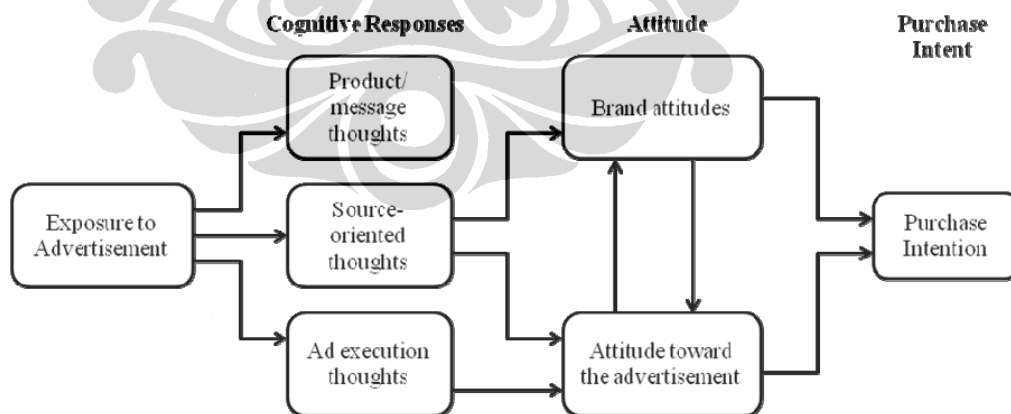 Cognitive Responses
Attitude
Purchase
Intent
Product/
message
thoughts
Brand attitudes
Exposure to
Advertisement
Source-
oriented
thoughts
Purchase
Intention
Ad execution
thoughts
Attitude toward
the advertisement